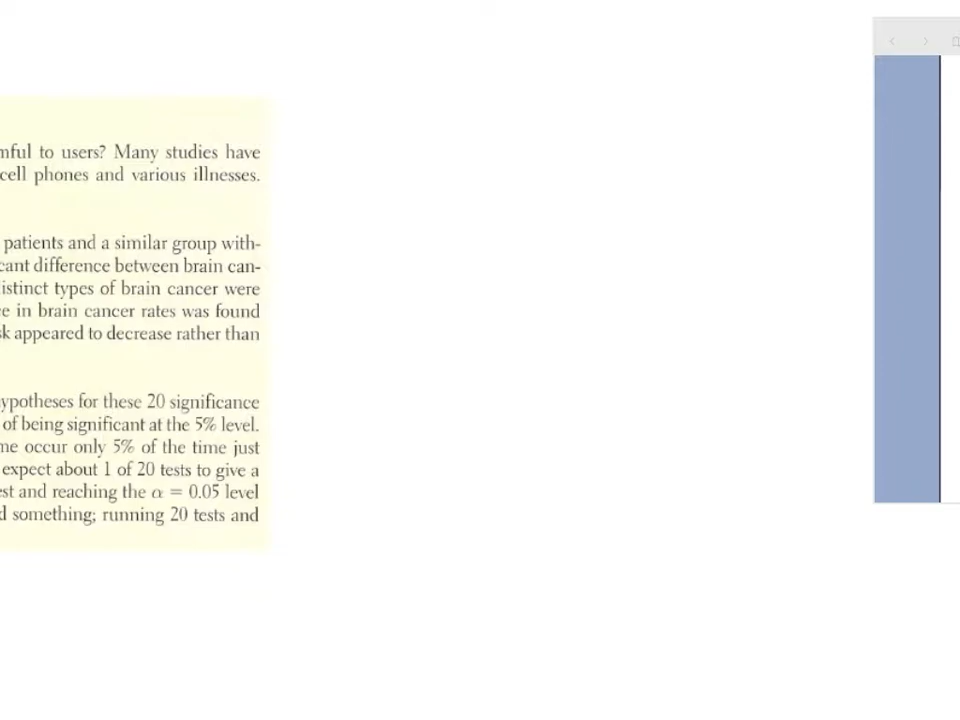 mful to users? Many studies have
cell phones and various illnesses.
patients and a similar group with-
cant difference between brain can-
istinct types of brain cancer were
e in brain cancer rates was found
sk appeared to decrease rather than
ypotheses for these 20 significance
of being significant at the 5% level.
me occur only 5% of the time just
expect about 1 of 20 tests to give a
est and reaching the α = 0.05 level
d something; running 20 tests and